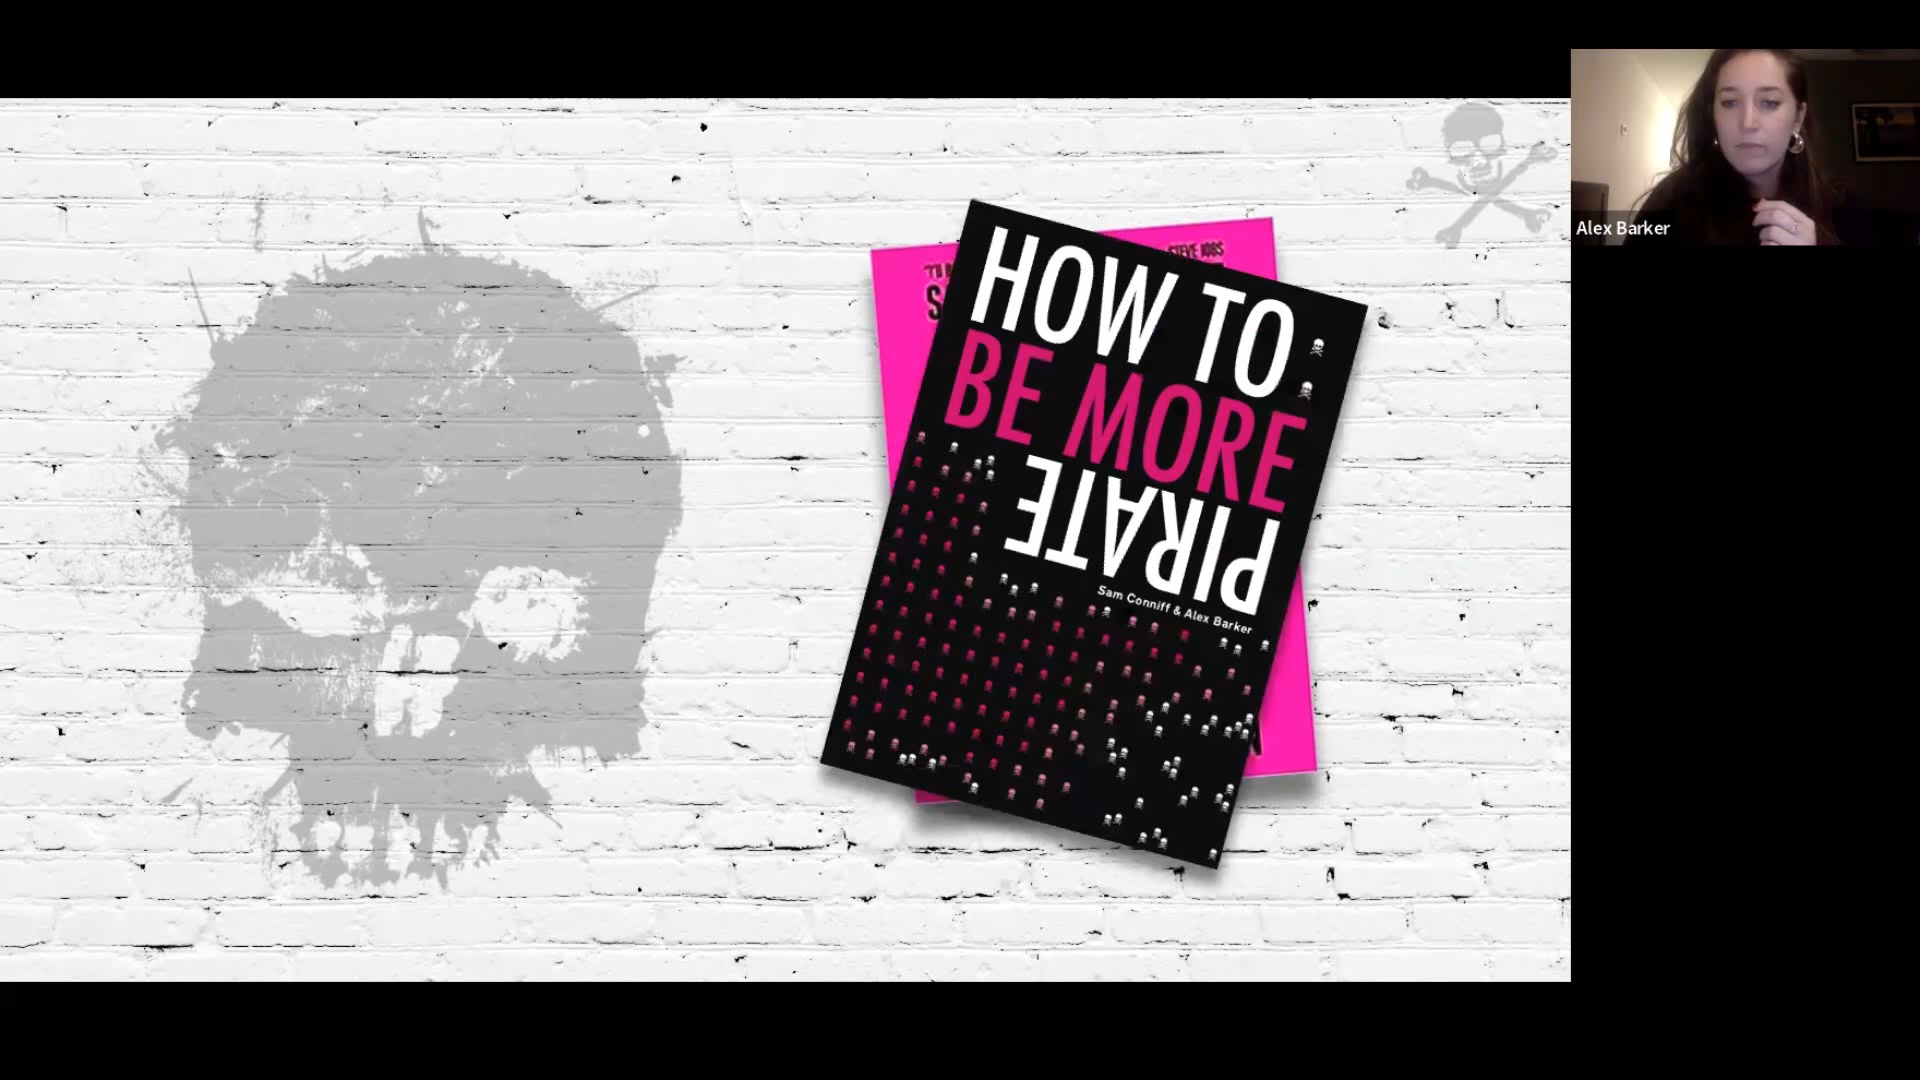 STEVE JOBS
HOW TO
BE MORE
PIRATE
Sam Conniff & Alex Barker
Alex Barker